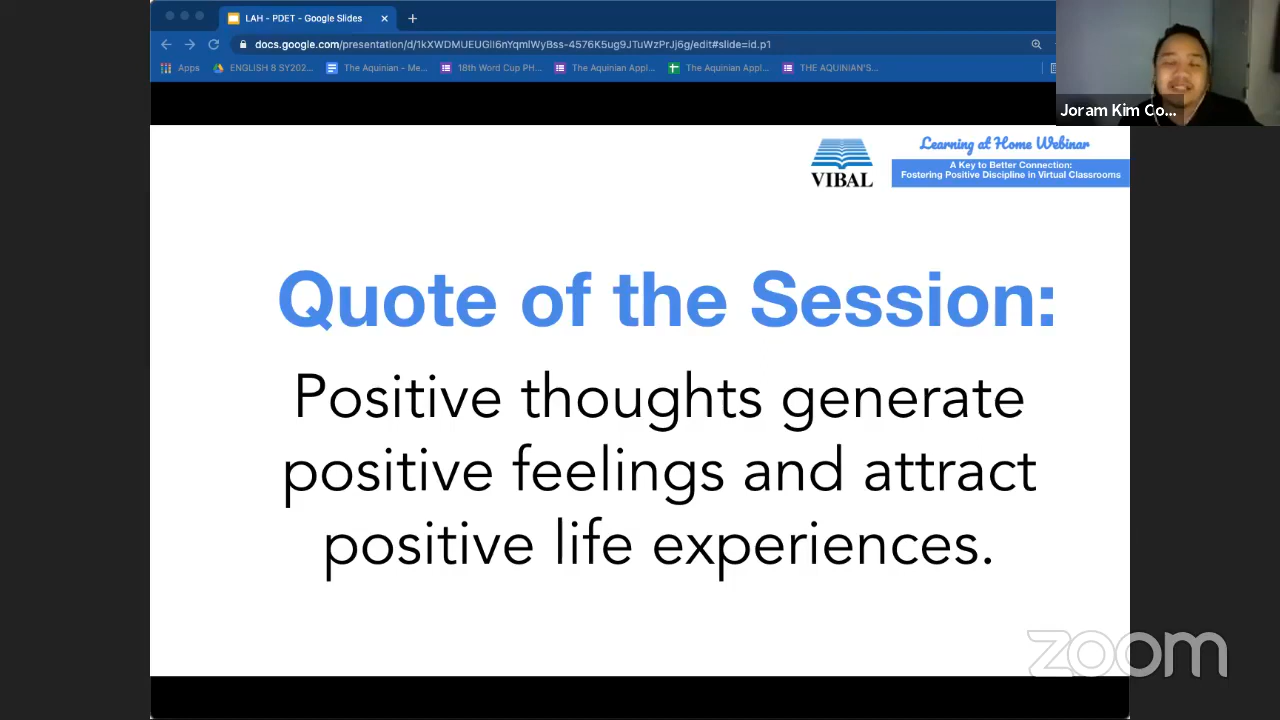 LAH - PDET - Google Slides
docs.google.com/presentation/d/1kXWDMUEUGlI6nYqmlWyBss-4576K5ug9JTuWzPrJj6g/edit#slide=id.p1
Apps ENGLISH 8 SY202... The Aquinian - Me... 18th Word Cup PH... The Aquinian Appl... The Aquinian Appl... THE AQUINIAN'S...
Joram Kim Co...
VIBAL
Learning at Home Webinar
A Key to Better Connection:
Fostering Positive Discipline in Virtual Classrooms
Quote of the Session:
Positive thoughts generate
positive feelings and attract
positive life experiences.
zoom